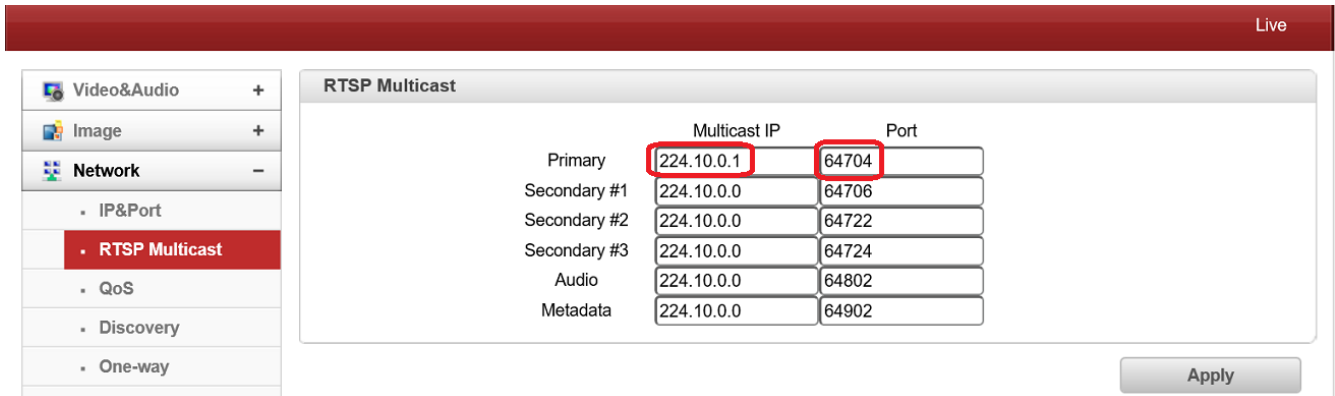 Live
Video&Audio +
Image +
Network −
IP&Port
RTSP Multicast
QoS
Discovery
One-way
RTSP Multicast
Multicast IP Port
Primary 224.10.0.1 64704
Secondary #1 224.10.0.0 64706
Secondary #2 224.10.0.0 64722
Secondary #3 224.10.0.0 64724
Audio 224.10.0.0 64802
Metadata 224.10.0.0 64902
Apply